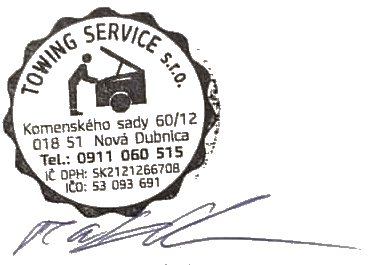 TOWING SERVICE s.r.o.
Komenského sady 60/12
018 51 Nová Dubnica
Tel.: 0911 060 515
IČ DPH: SK2121266708
IČO: 53 093 691